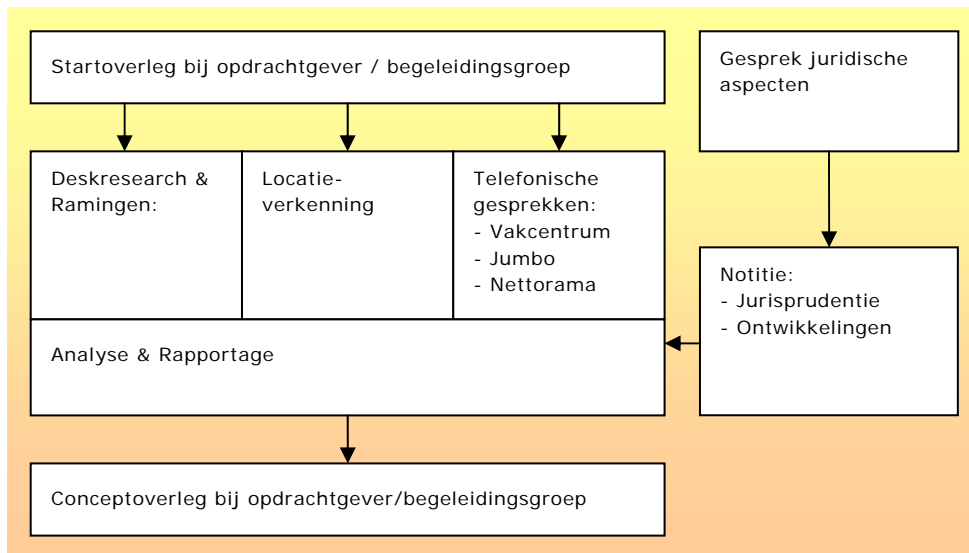 Startoverleg bij opdrachtgever / begeleidingsgroep
Gesprek juridische
aspecten
Deskresearch &
Ramingen:
Locatie-
verkenning
Telefonische
gesprekken:
- Vakcentrum
- Jumbo
- Nettorama
Notitie:
- Jurisprudentie
- Ontwikkelingen
Analyse & Rapportage
Conceptoverleg bij opdrachtgever/begeleidingsgroep